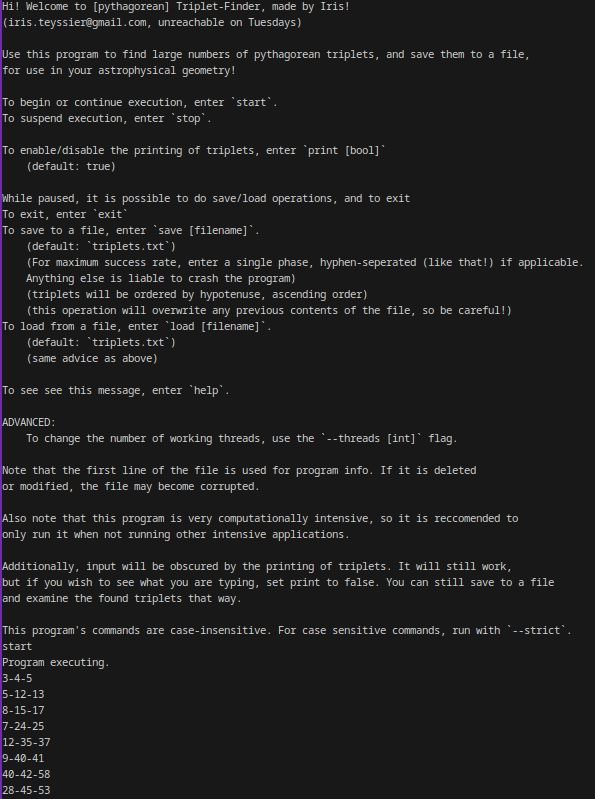 Hi! Welcome to [pythagorean] Triplet-Finder, made by Iris!
(iris.teyssier@gmail.com, unreachable on Tuesdays)
Use this program to find large numbers of pythagorean triplets, and save them to a file,
for use in your astrophysical geometry!
To begin or continue execution, enter `start`.
To suspend execution, enter `stop`.
To enable/disable the printing of triplets, enter `print [bool]`
(default: true)
While paused, it is possible to do save/load operations, and to exit
To exit, enter `exit`
To save to a file, enter `save [filename]`.
(default: `triplets.txt`)
(For maximum success rate, enter a single phase, hyphen-seperated (like that!) if applicable.
Anything else is liable to crash the program)
(triplets will be ordered by hypotenuse, ascending order)
(this operation will overwrite any previous contents of the file, so be careful!)
To load from a file, enter `load [filename]`.
(default: `triplets.txt`)
(same advice as above)
To see see this message, enter `help`.
ADVANCED:
To change the number of working threads, use the `--threads [int]` flag.
Note that the first line of the file is used for program info. If it is deleted
or modified, the file may become corrupted.
Also note that this program is very computationally intensive, so it is reccomended to
only run it when not running other intensive applications.
Additionally, input will be obscured by the printing of triplets. It will still work,
but if you wish to see what you are typing, set print to false. You can still save to a file
and examine the found triplets that way.
This program's commands are case-insensitive. For case sensitive commands, run with `--strict`.
start
Program executing.
3-4-5
5-12-13
8-15-17
7-24-25
12-35-37
9-40-41
40-42-58
28-45-53